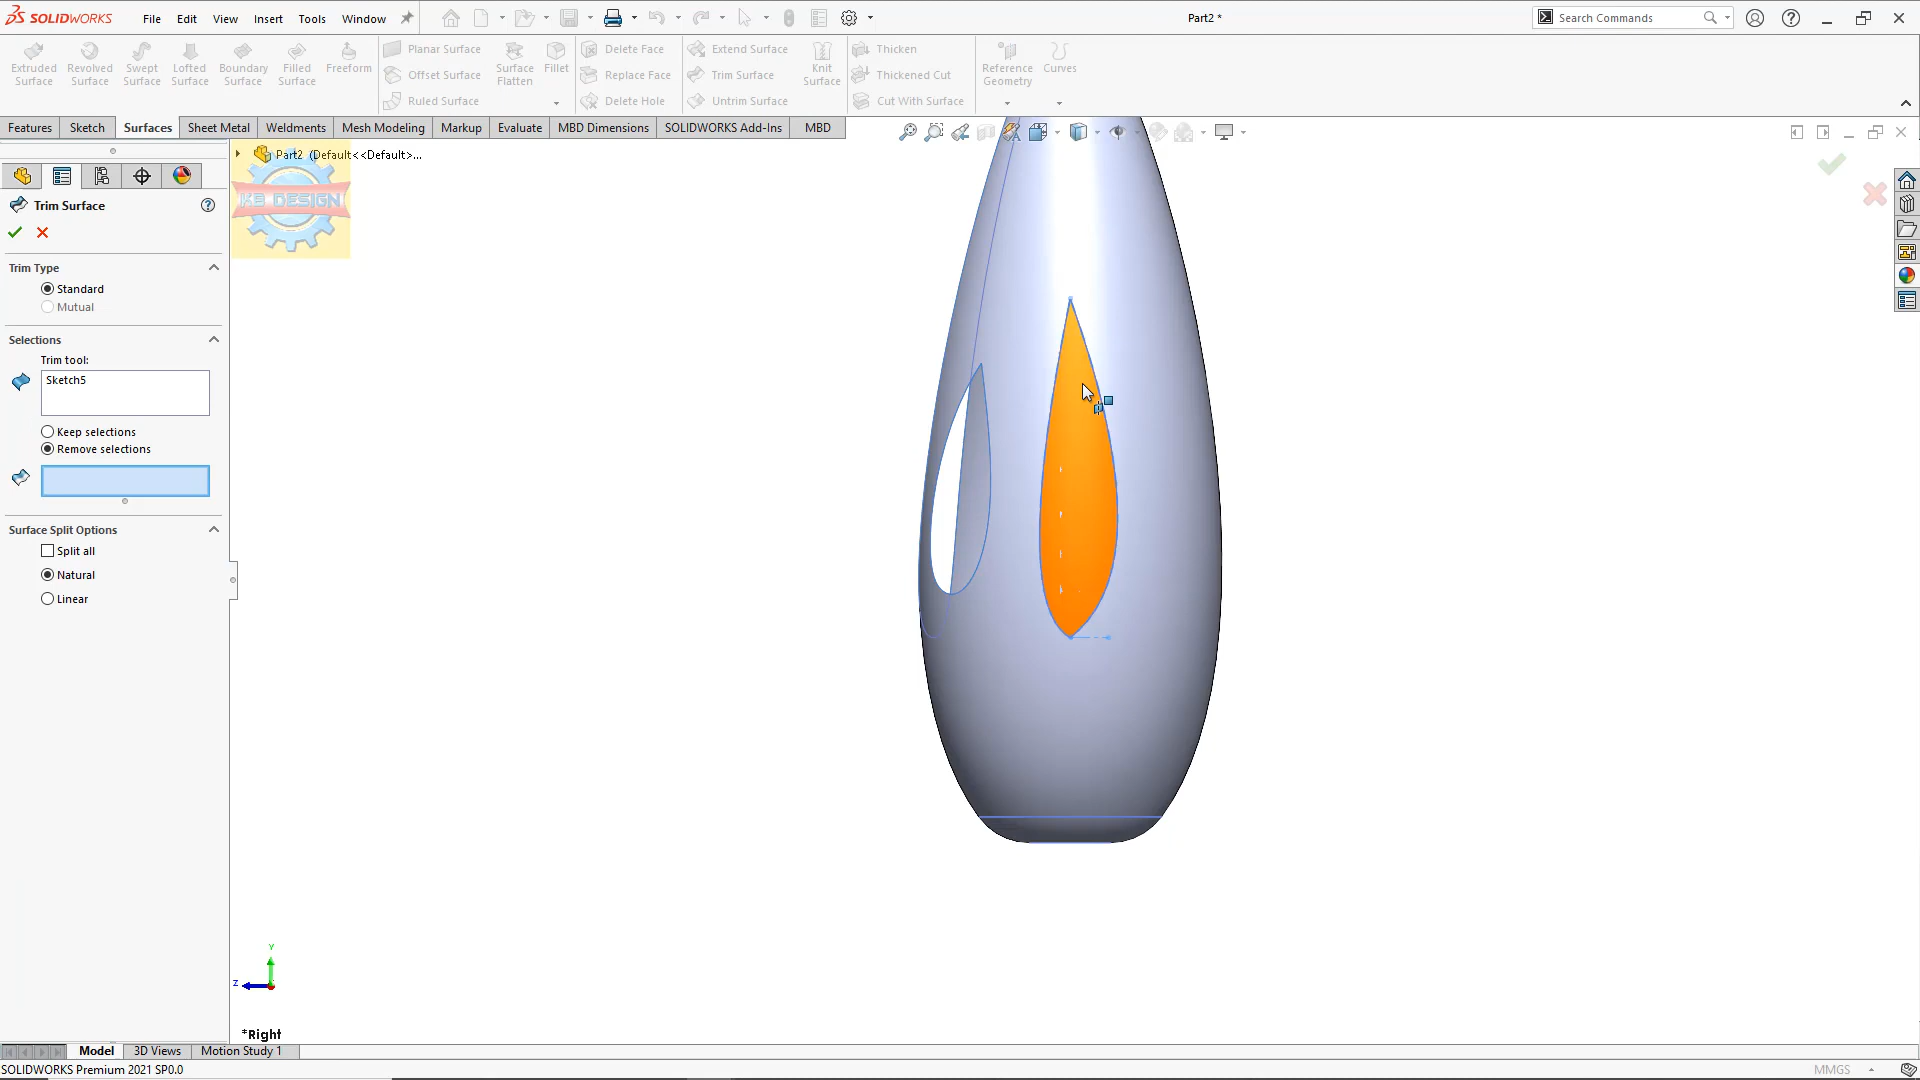 SOLIDWORKS File Edit View Insert Tools Window Part2 * Search Commands
Extruded Surface Revolved Surface Swept Surface Lofted Surface Boundary Surface Filled Surface Freeform
Planar Surface
Offset Surface
Ruled Surface
Surface Flatten
Fillet
Delete Face
Replace Face
Delete Hole
Extend Surface
Trim Surface
Untrim Surface
Knit Surface
Thicken
Thickened Cut
Cut With Surface
Reference Geometry
Curves
Features Sketch Surfaces Sheet Metal Weldments Mesh Modeling Markup Evaluate MBD Dimensions SOLIDWORKS Add-Ins MBD
Part2 (Default<<Default>...
KB DESIGN
Trim Surface
Trim Type
Standard
Mutual
Selections
Trim tool:
Sketch5
Keep selections
Remove selections
Surface Split Options
Split all
Natural
Linear
Y
Z
*Right
Model 3D Views Motion Study 1
SOLIDWORKS Premium 2021 SP0.0 MMGS